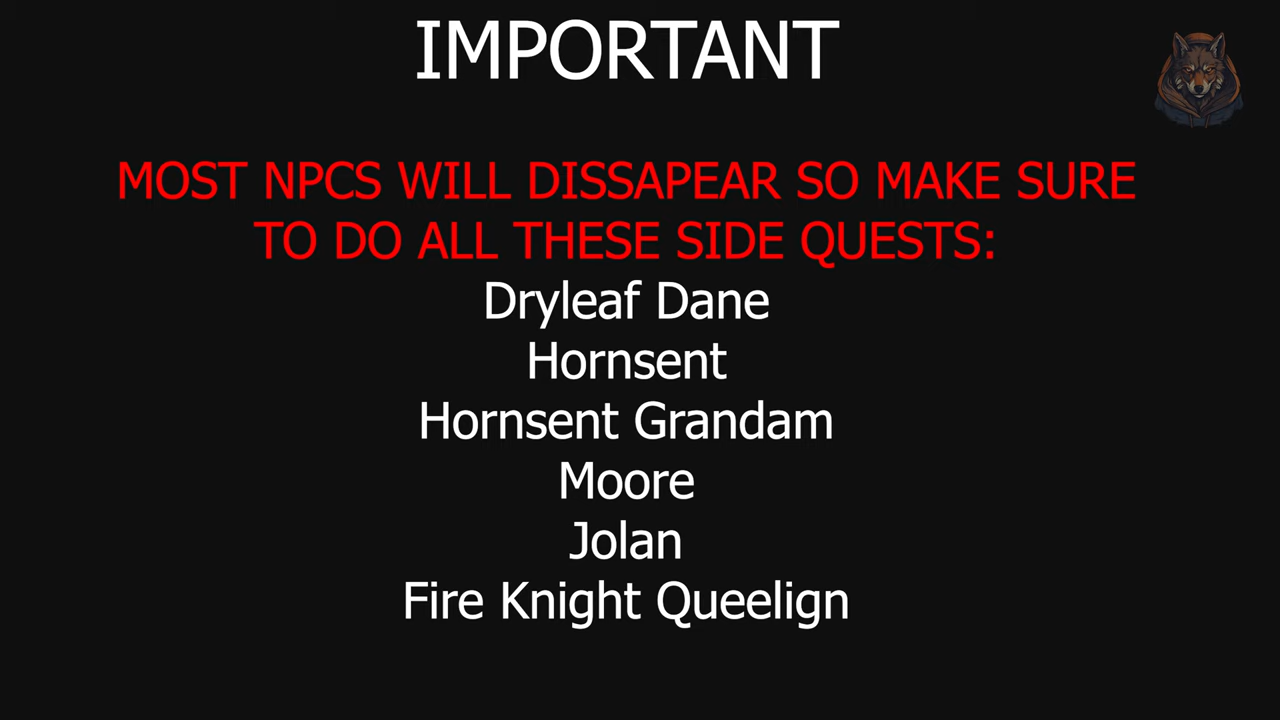 IMPORTANT
MOST NPCS WILL DISSAPEAR SO MAKE SURE
TO DO ALL THESE SIDE QUESTS:
Dryleaf Dane
Hornsent
Hornsent Grandam
Moore
Jolan
Fire Knight Queelign